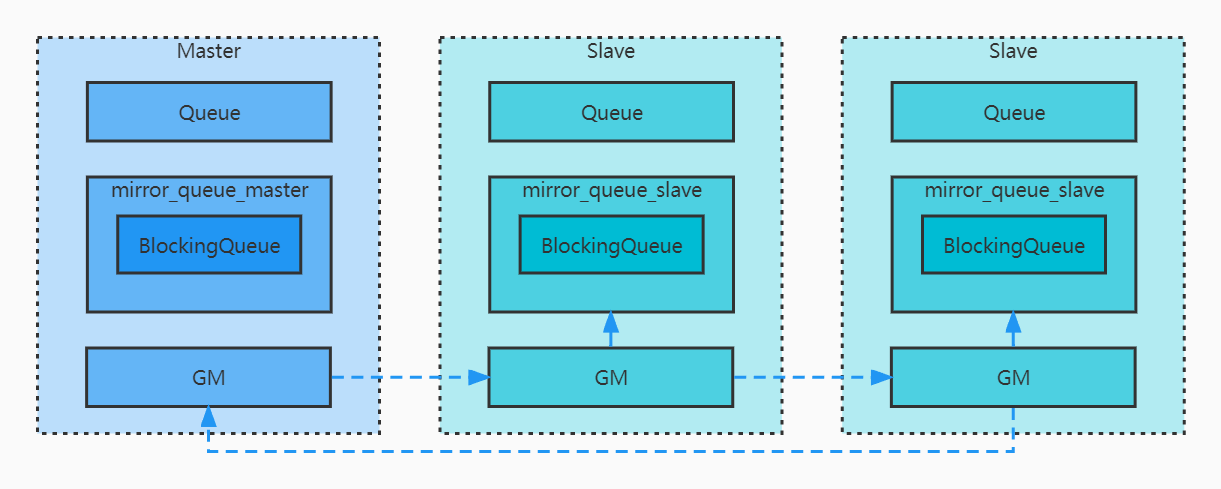 Master
Queue
mirror_queue_master
BlockingQueue
GM
Slave
Queue
mirror_queue_slave
BlockingQueue
GM
Slave
Queue
mirror_queue_slave
BlockingQueue
GM